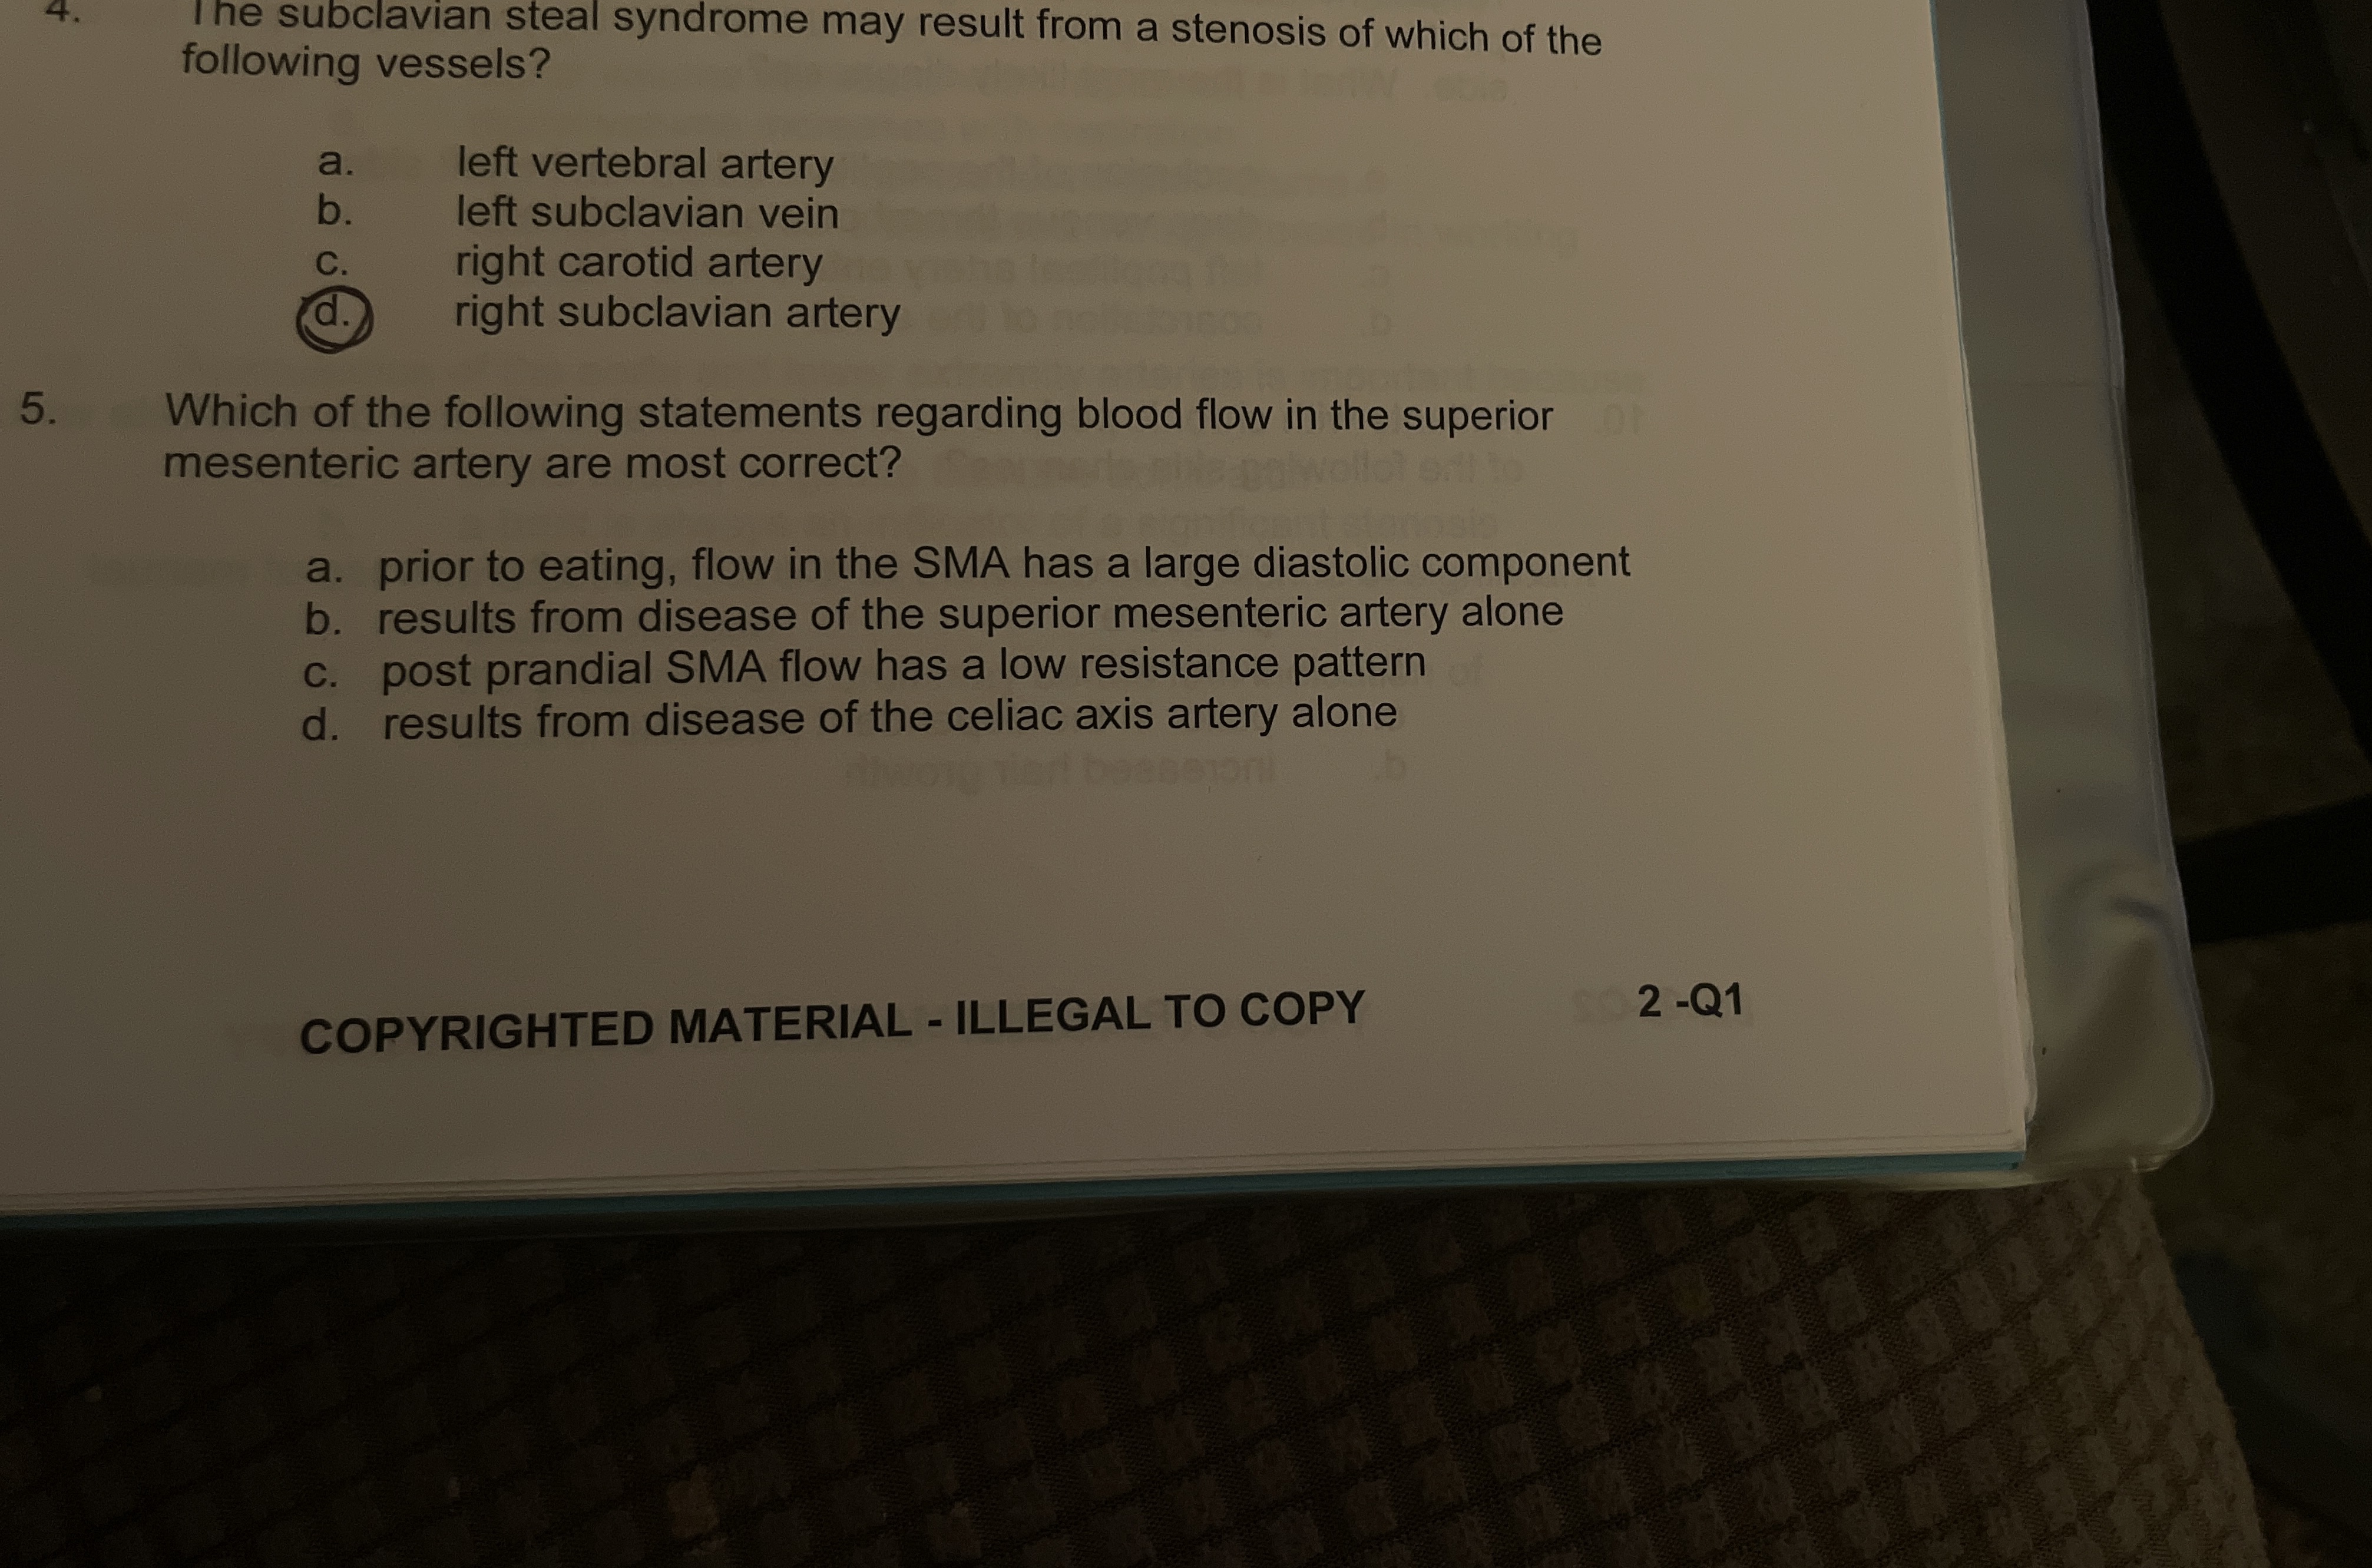 4. The subclavian steal syndrome may result from a stenosis of which of the
following vessels?
a. left vertebral artery
b. left subclavian vein
c. right carotid artery
d. right subclavian artery
5. Which of the following statements regarding blood flow in the superior
mesenteric artery are most correct?
a. prior to eating, flow in the SMA has a large diastolic component
b. results from disease of the superior mesenteric artery alone
c. post prandial SMA flow has a low resistance pattern
d. results from disease of the celiac axis artery alone
COPYRIGHTED MATERIAL - ILLEGAL TO COPY 2 -Q1